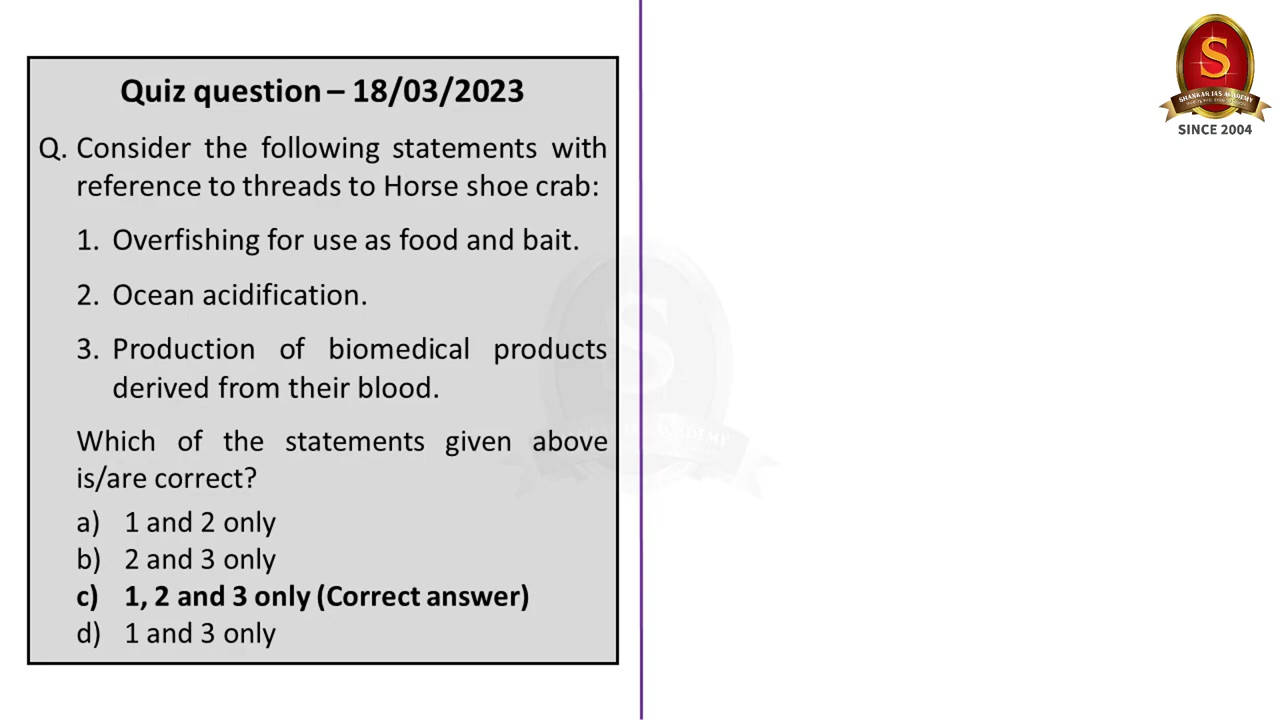 Quiz question – 18/03/2023
Q. Consider the following statements with
reference to threads to Horse shoe crab:
1. Overfishing for use as food and bait.
2. Ocean acidification.
3. Production of biomedical products
derived from their blood.
Which of the statements given above
is/are correct?
a) 1 and 2 only
b) 2 and 3 only
c) 1, 2 and 3 only (Correct answer)
d) 1 and 3 only
S
SHANKAR IAS ACADEMY
SINCE 2004